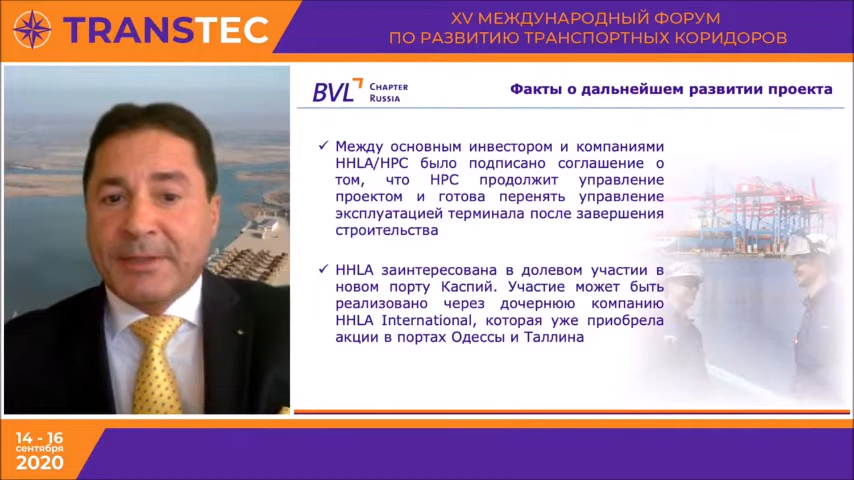 TRANSTEC
XV МЕЖДУНАРОДНЫЙ ФОРУМ
ПО РАЗВИТИЮ ТРАНСПОРТНЫХ КОРИДОРОВ
BVL CHAPTER
RUSSIA
Факты о дальнейшем развитии проекта
✓ Между основным инвестором и компаниями
HHLA/HPC было подписано соглашение о
том, что HPC продолжит управление
проектом и готова перенять управление
эксплуатацией терминала после завершения
строительства
✓ HHLA заинтересована в долевом участии в
новом порту Каспий. Участие может быть
реализовано через дочернюю компанию
HHLA International, которая уже приобрела
акции в портах Одессы и Таллина
14 - 16
сентября
2020